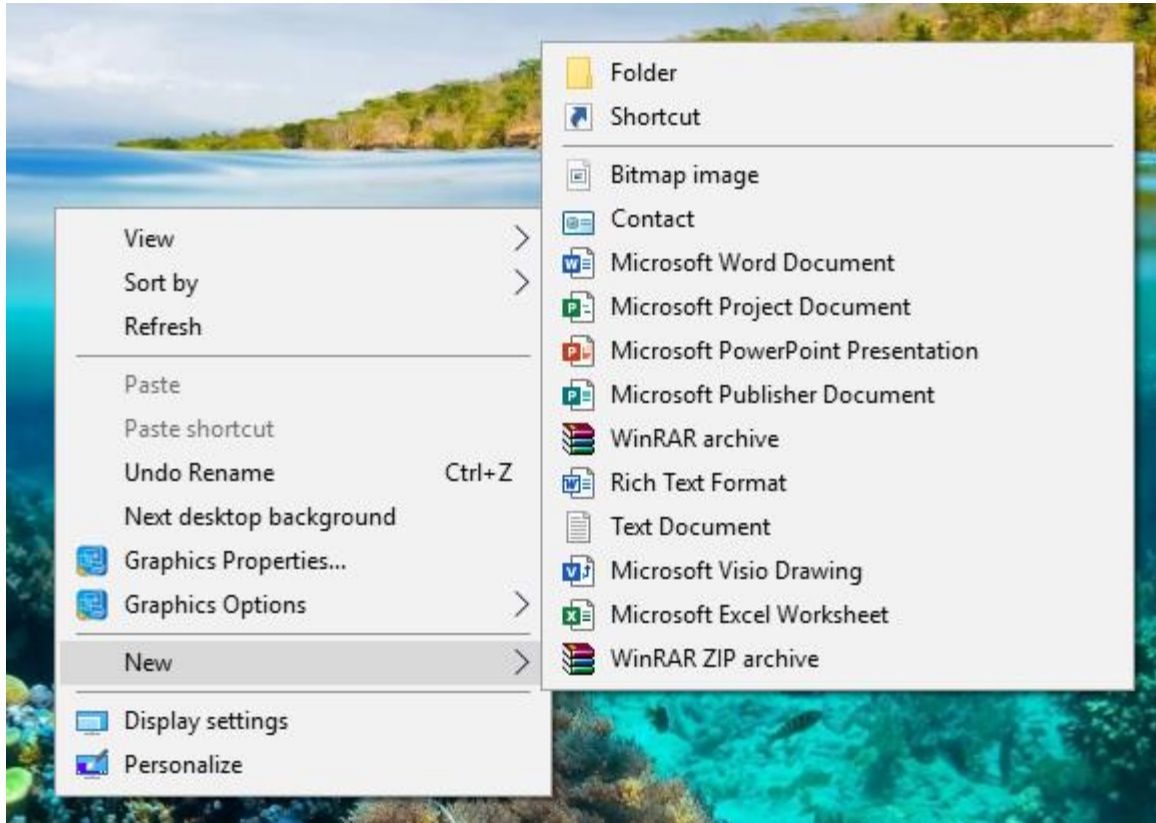 View
Sort by
Refresh
Paste
Paste shortcut
Undo Rename Ctrl+Z
Next desktop background
Graphics Properties...
Graphics Options
New
Display settings
Personalize
Folder
Shortcut
Bitmap image
Contact
Microsoft Word Document
Microsoft Project Document
Microsoft PowerPoint Presentation
Microsoft Publisher Document
WinRAR archive
Rich Text Format
Text Document
Microsoft Visio Drawing
Microsoft Excel Worksheet
WinRAR ZIP archive